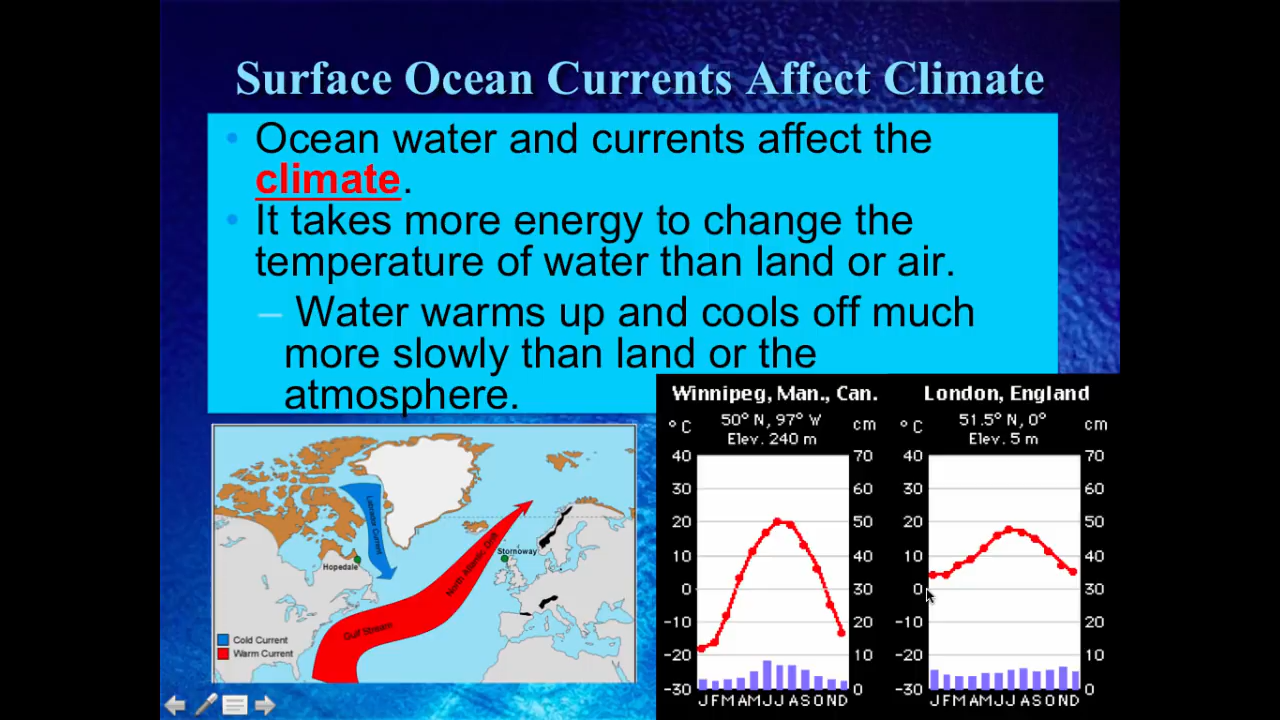 Surface Ocean Currents Affect Climate
• Ocean water and currents affect the
climate.
• It takes more energy to change the
temperature of water than land or air.
– Water warms up and cools off much
more slowly than land or the
atmosphere.
Labrador Current
Hopedale
Stornoway
North Atlantic Drift
Gulf Stream
Cold Current
Warm Current
Winnipeg, Man., Can.
50° N, 97° W
°C cm
Elev. 240 m
40 70
30 60
20 50
10 40
0 30
-10 20
-20 10
-30 0
J F M A M J J A S O N D
London, England
51.5° N, 0°
°C cm
Elev. 5 m
40 70
30 60
20 50
10 40
0 30
-10 20
-20 10
-30 0
J F M A M J J A S O N D